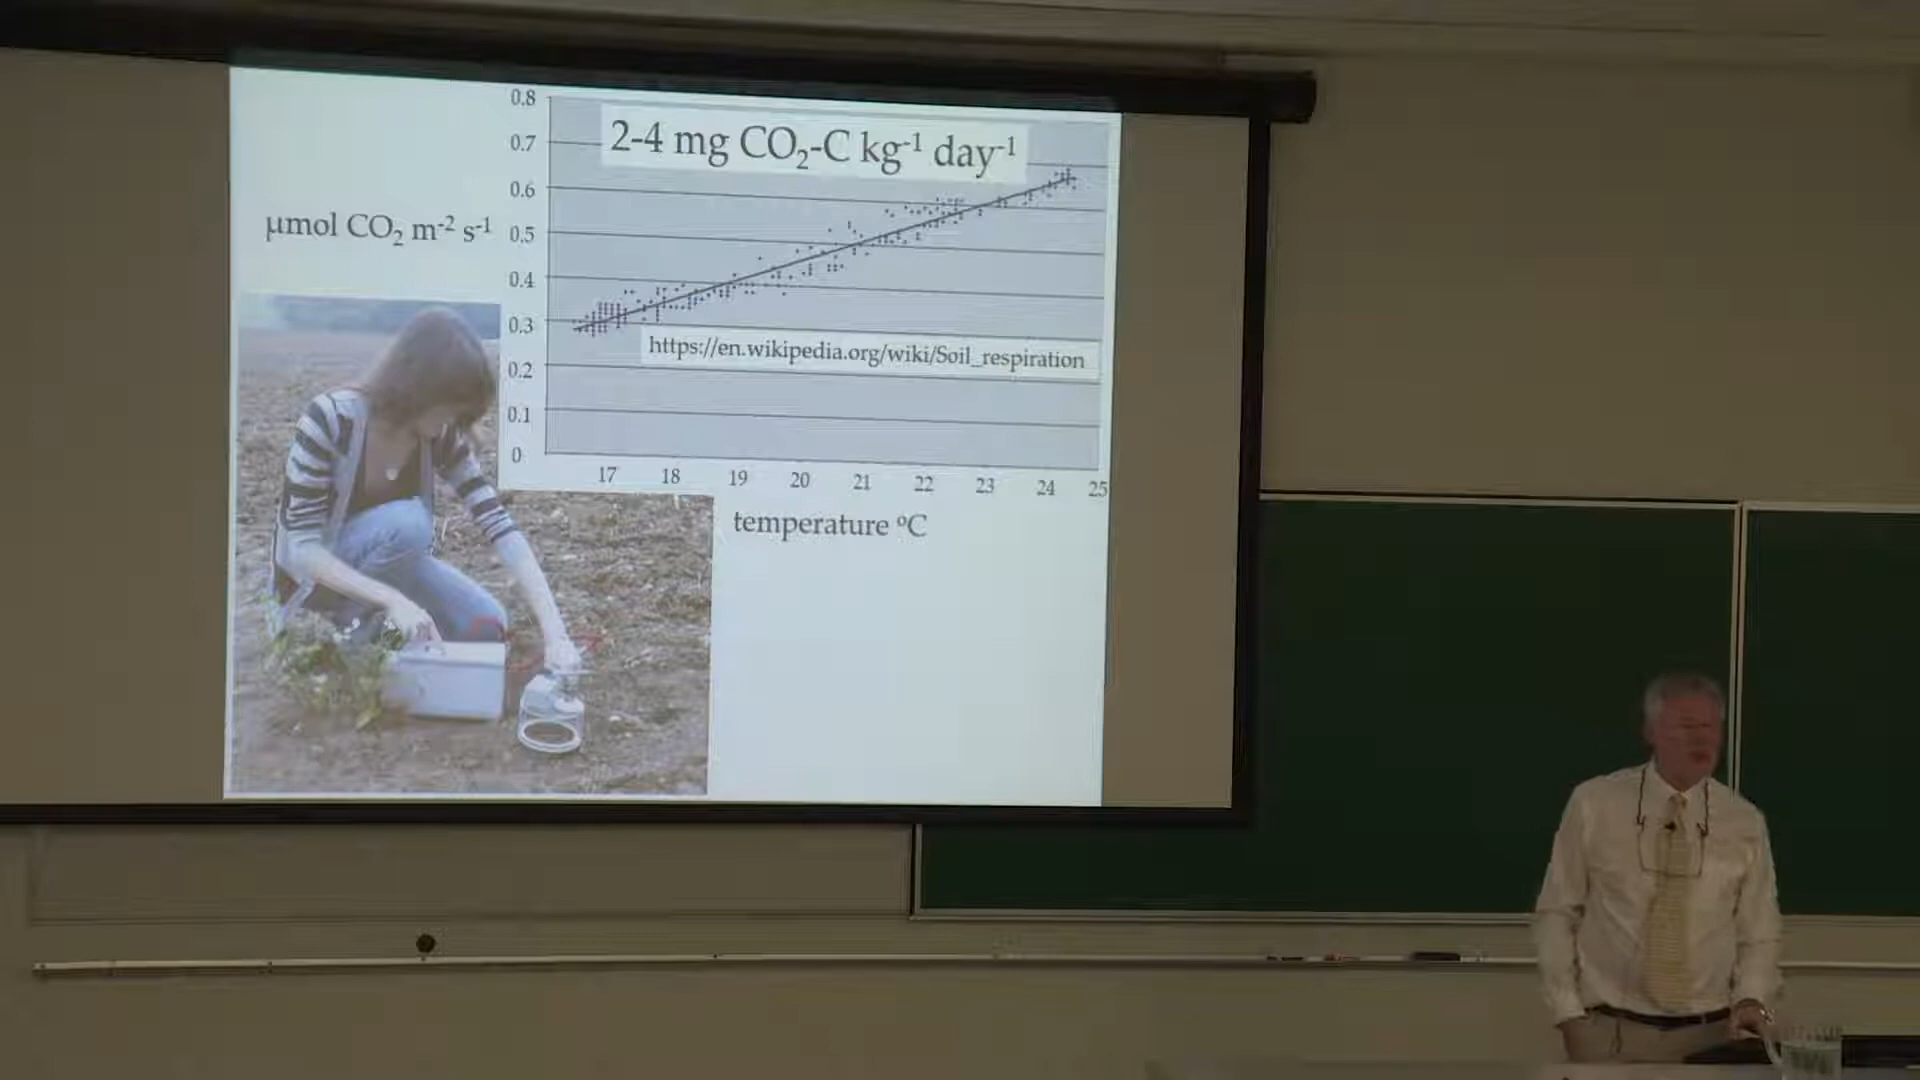 0.8
2-4 mg CO₂-C kg⁻¹ day⁻¹
0.7
0.6
µmol CO₂ m⁻² s⁻¹
0.5
0.4
0.3
https://en.wikipedia.org/wiki/Soil_respiration
0.2
0.1
0
17 18 19 20 21 22 23 24 25
temperature ºC